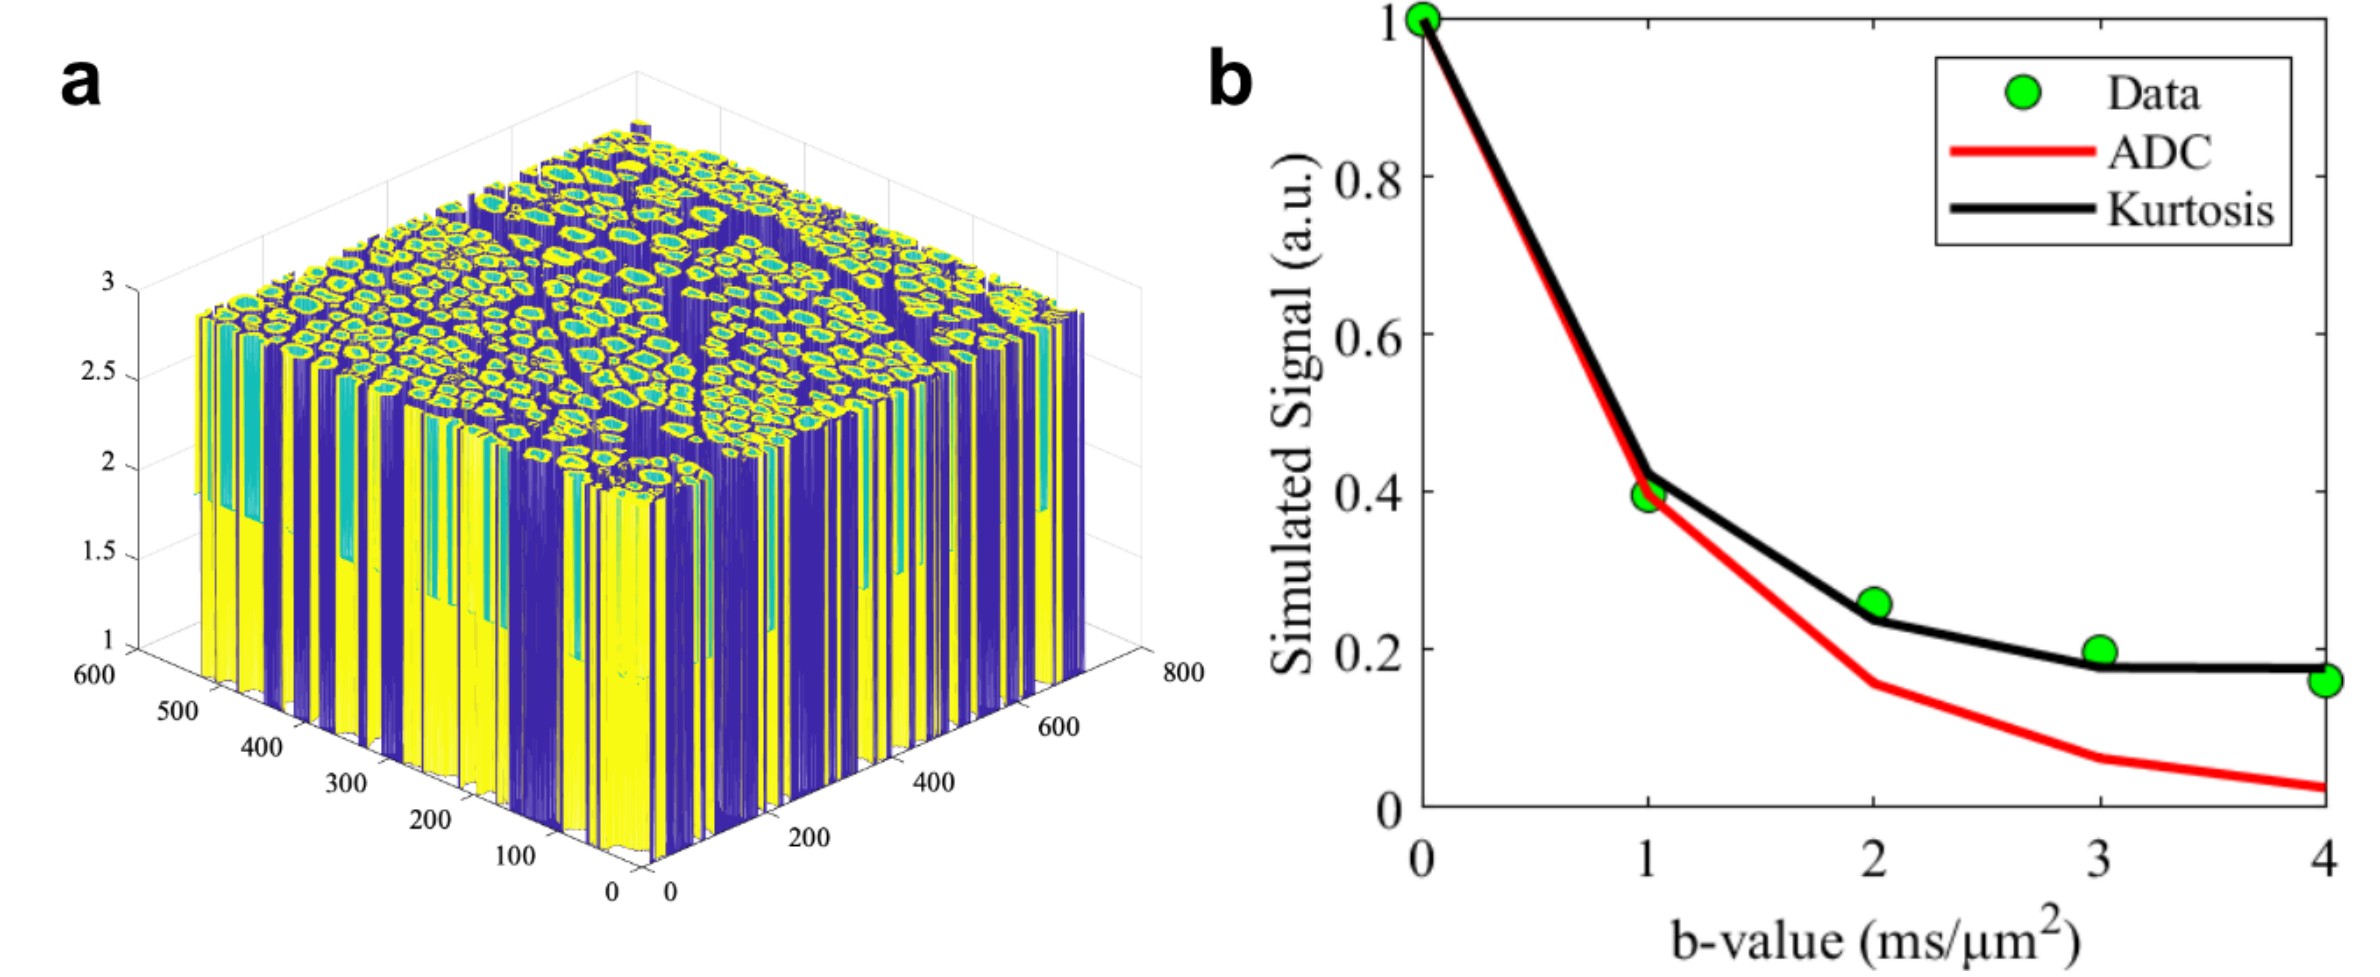 a
3
2.5
2
1.5
1
600
500
400
300
200
100
0
0
200
400
600
800
b
Simulated Signal (a.u.)
1
0.8
0.6
0.4
0.2
0
Data
ADC
Kurtosis
0 1 2 3 4
b-value (ms/μm²)